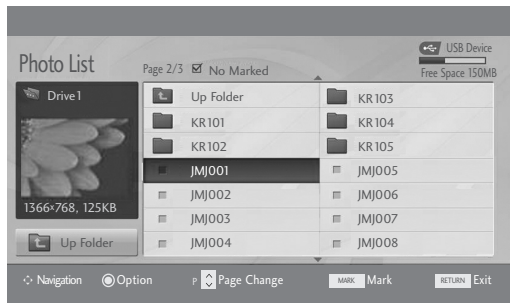 USB Device
Photo List
Page 2/3 No Marked
Free Space 150MB
Drive1
Up Folder
KR103
KR101
KR104
KR102
KR105
JMJ001
JMJ005
JMJ002
JMJ006
1366×768, 125KB
JMJ003
JMJ007
Up Folder
JMJ004
JMJ008
Navigation
Option
P Page Change
MARK Mark
RETURN Exit